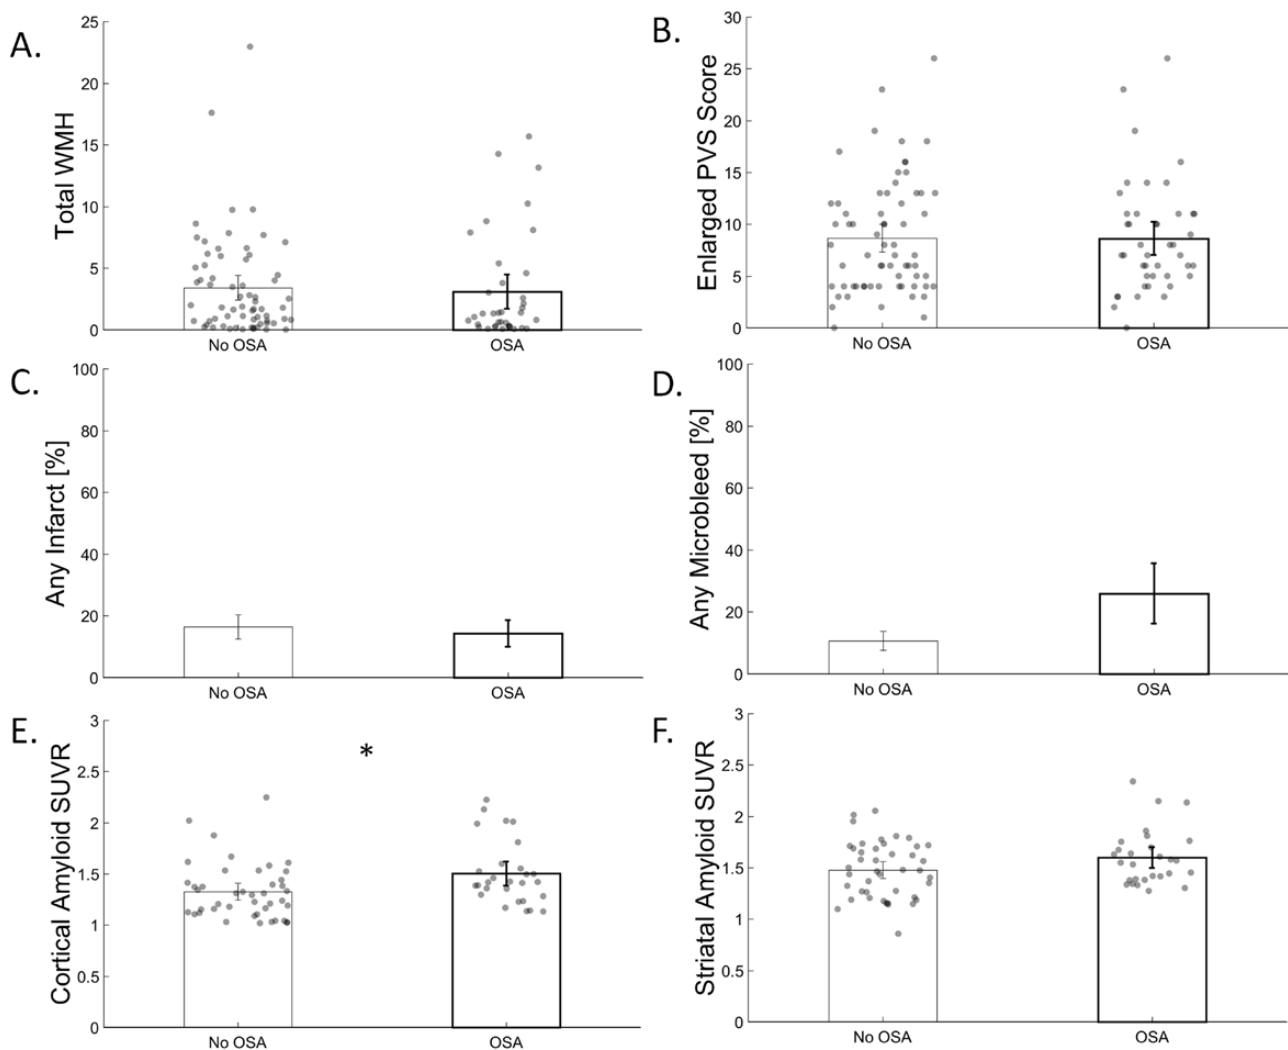 A.
Total WMH
25
20
15
10
5
0
No OSA
OSA
B.
Enlarged PVS Score
30
25
20
15
10
5
0
No OSA
OSA
C.
Any Infarct [%]
100
80
60
40
20
0
No OSA
OSA
D.
Any Microbleed [%]
100
80
60
40
20
0
No OSA
OSA
E.
Cortical Amyloid SUVR
3
2.5
2
1.5
1
0.5
0
*
No OSA
OSA
F.
Striatal Amyloid SUVR
3
2.5
2
1.5
1
0.5
0
No OSA
OSA